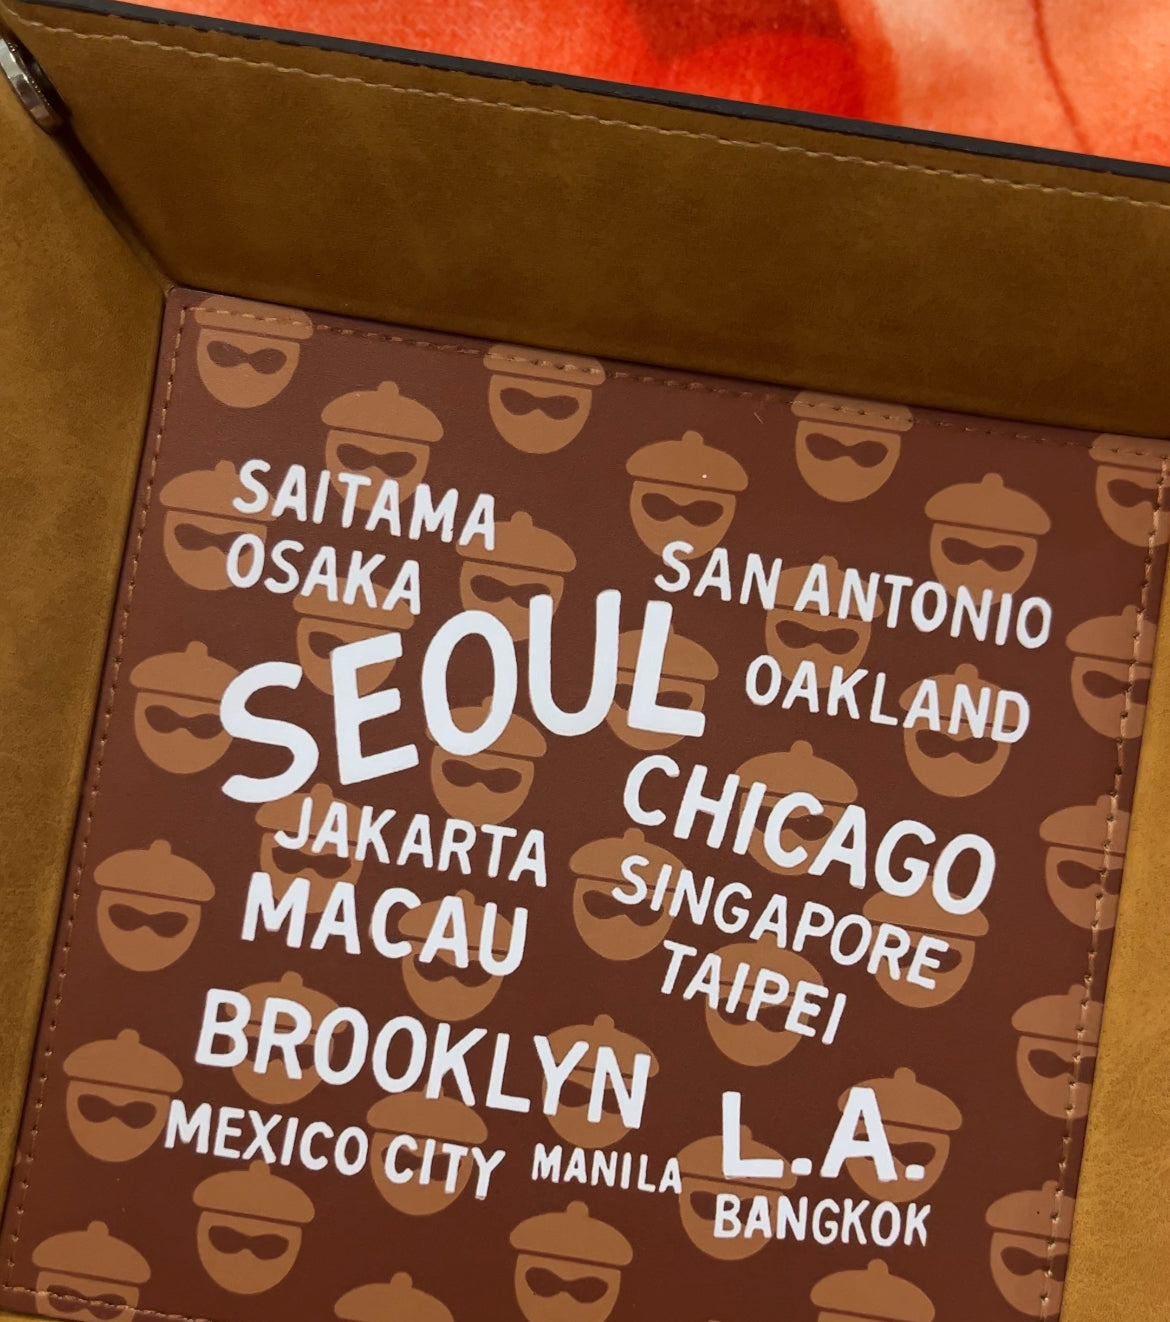 SAITAMA
OSAKA
SEOUL
SAN ANTONIO
OAKLAND
JAKARTA
MACAU
CHICAGO
SINGAPORE
TAIPEI
BROOKLYN
MEXICO CITY
MANILA
L.A.
BANGKOK